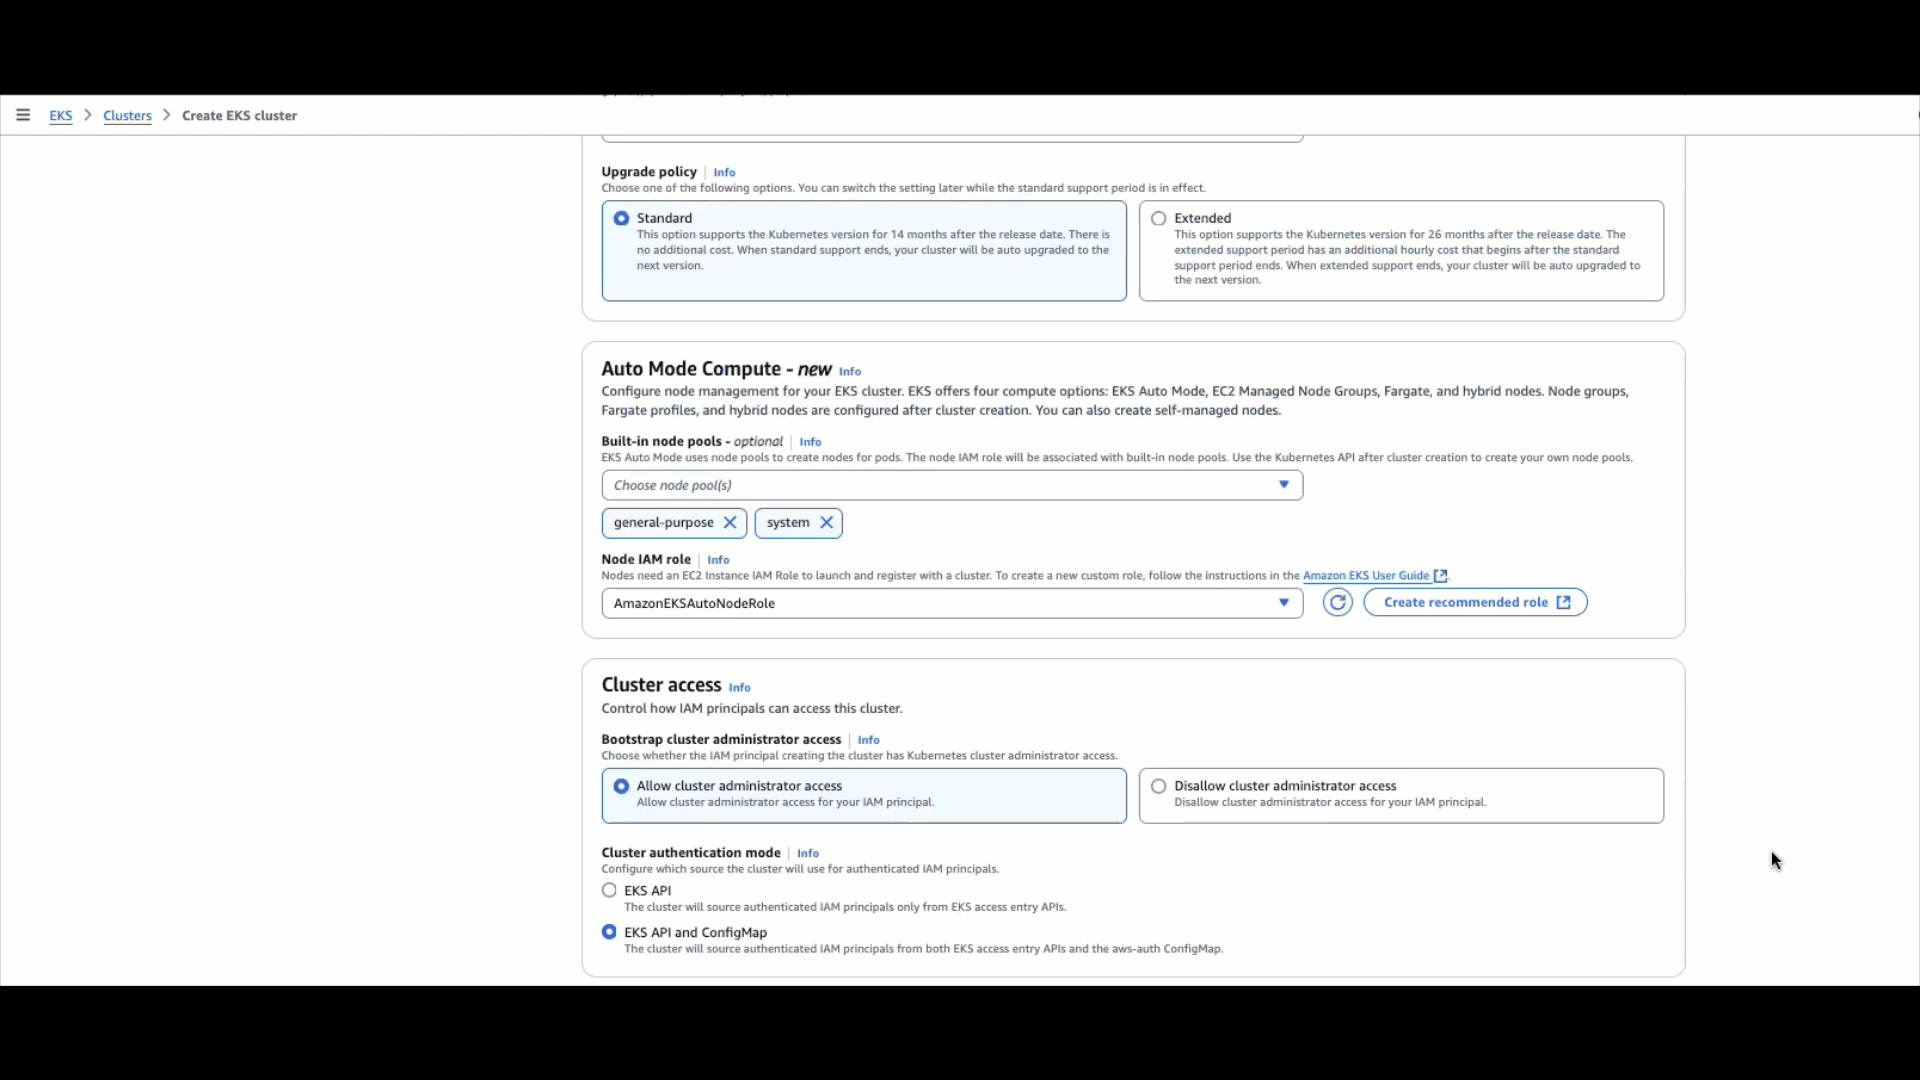 EKS > Clusters > Create EKS cluster
Upgrade policy | Info
Choose one of the following options. You can switch the setting later while the standard support period is in effect.
Standard
This option supports the Kubernetes version for 14 months after the release date. There is
no additional cost. When standard support ends, your cluster will be auto upgraded to the
next version.
Extended
This option supports the Kubernetes version for 26 months after the release date. The
extended support period has an additional hourly cost that begins after the standard
support period ends. When extended support ends, your cluster will be auto upgraded to
the next version.
Auto Mode Compute - new Info
Configure node management for your EKS cluster. EKS offers four compute options: EKS Auto Mode, EC2 Managed Node Groups, Fargate, and hybrid nodes. Node groups,
Fargate profiles, and hybrid nodes are configured after cluster creation. You can also create self-managed nodes.
Built-in node pools - optional | Info
EKS Auto Mode uses node pools to create nodes for pods. The node IAM role will be associated with built-in node pools. Use the Kubernetes API after cluster creation to create your own node pools.
Choose node pool(s)
general-purpose system
Node IAM role | Info
Nodes need an EC2 Instance IAM Role to launch and register with a cluster. To create a new custom role, follow the instructions in the Amazon EKS User Guide .
AmazonEKSAutoNodeRole Create recommended role
Cluster access Info
Control how IAM principals can access this cluster.
Bootstrap cluster administrator access | Info
Choose whether the IAM principal creating the cluster has Kubernetes cluster administrator access.
Allow cluster administrator access
Allow cluster administrator access for your IAM principal.
Disallow cluster administrator access
Disallow cluster administrator access for your IAM principal.
Cluster authentication mode | Info
Configure which source the cluster will use for authenticated IAM principals.
EKS API
The cluster will source authenticated IAM principals only from EKS access entry APIs.
EKS API and ConfigMap
The cluster will source authenticated IAM principals from both EKS access entry APIs and the aws-auth ConfigMap.